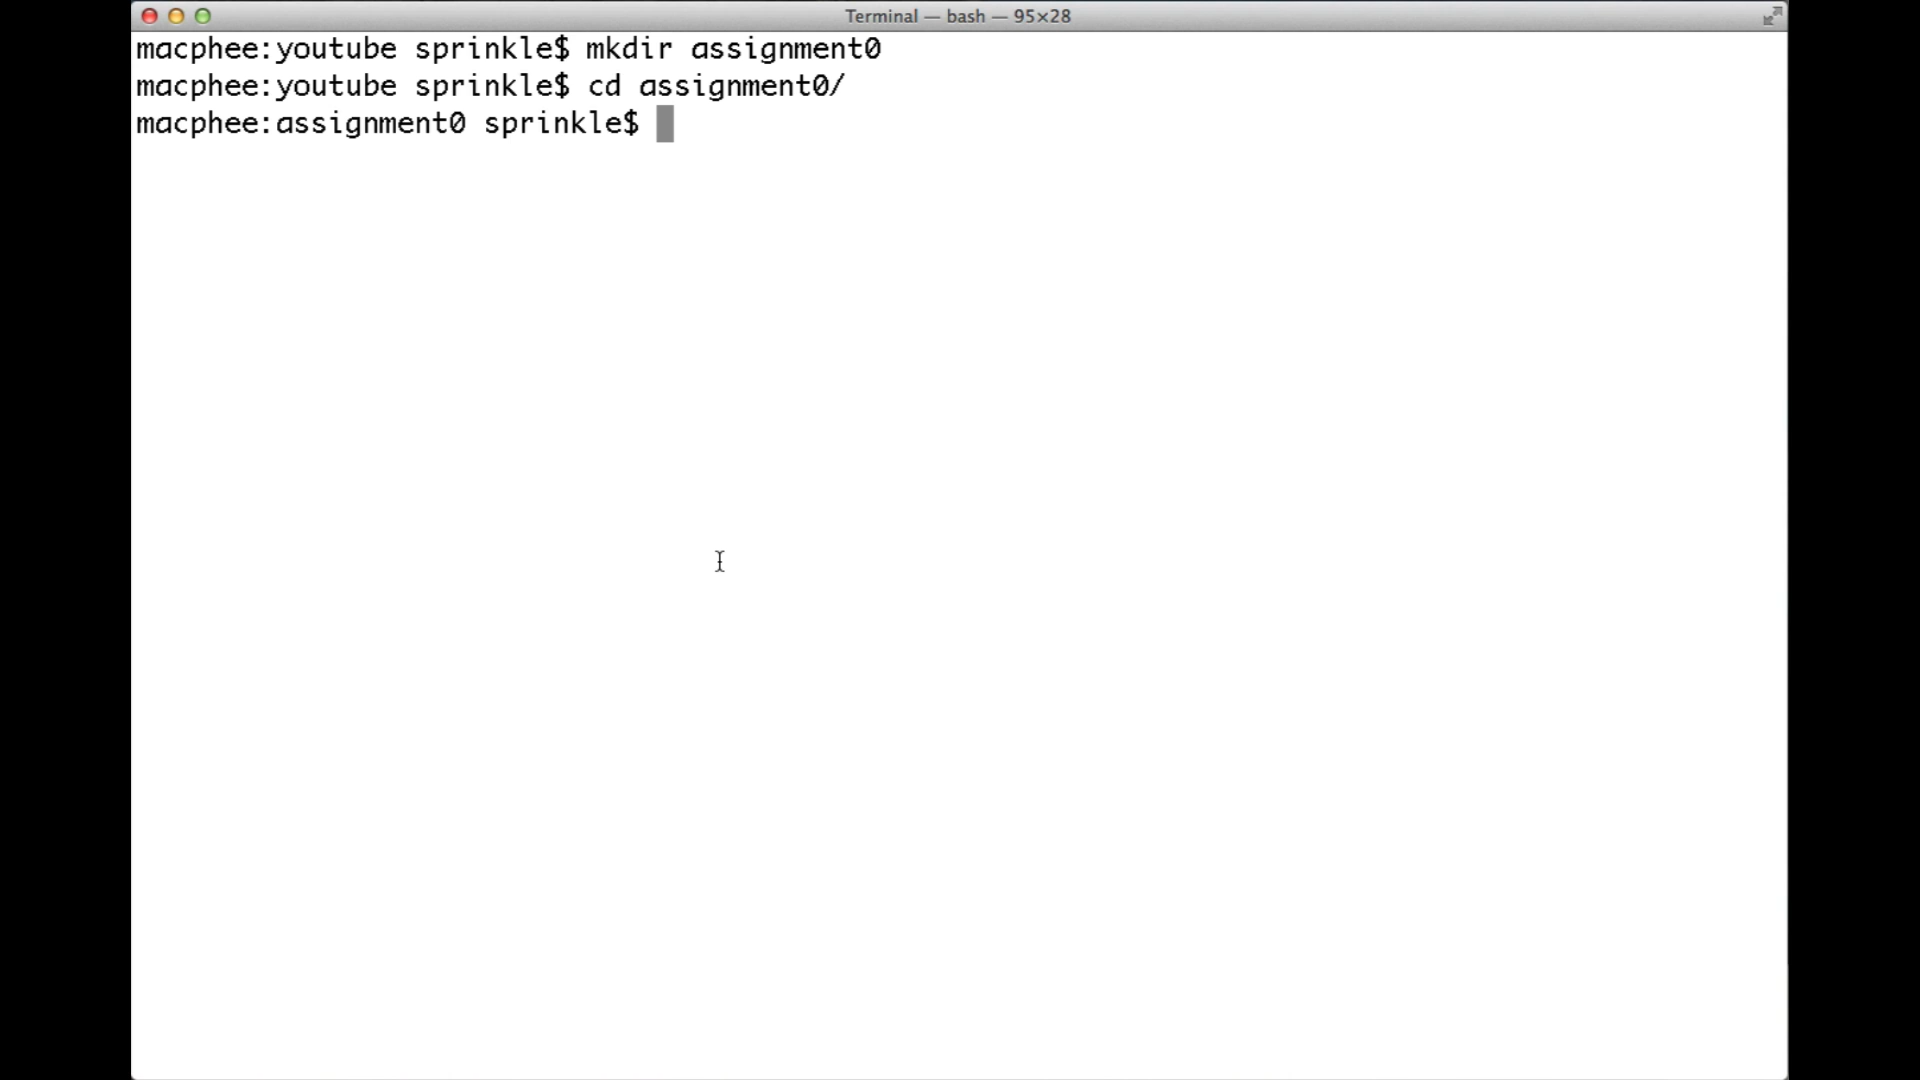 Terminal — bash — 95×28
macphee:youtube sprinkle$ mkdir assignment0
macphee:youtube sprinkle$ cd assignment0/
macphee:assignment0 sprinkle$